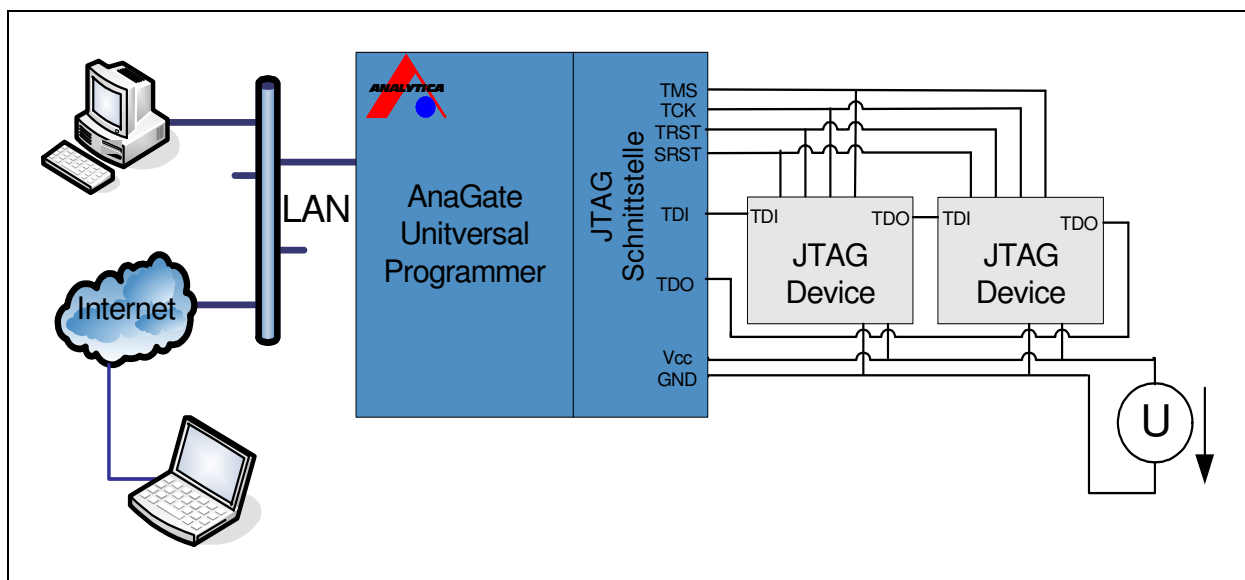 ANALYTICA
LAN
Internet
AnaGate
Unitversal
Programmer
JTAG
Schnittstelle
TMS
TCK
TRST
SRST
TDI
TDO
Vcc
GND
TDI
TDO
JTAG
Device
TDI
TDO
JTAG
Device
U